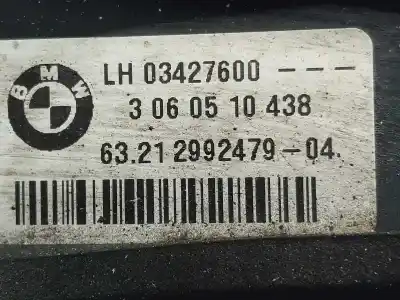 BMW
LH 03427600 ---
3 06 05 10 438
63.21 2992479-04.